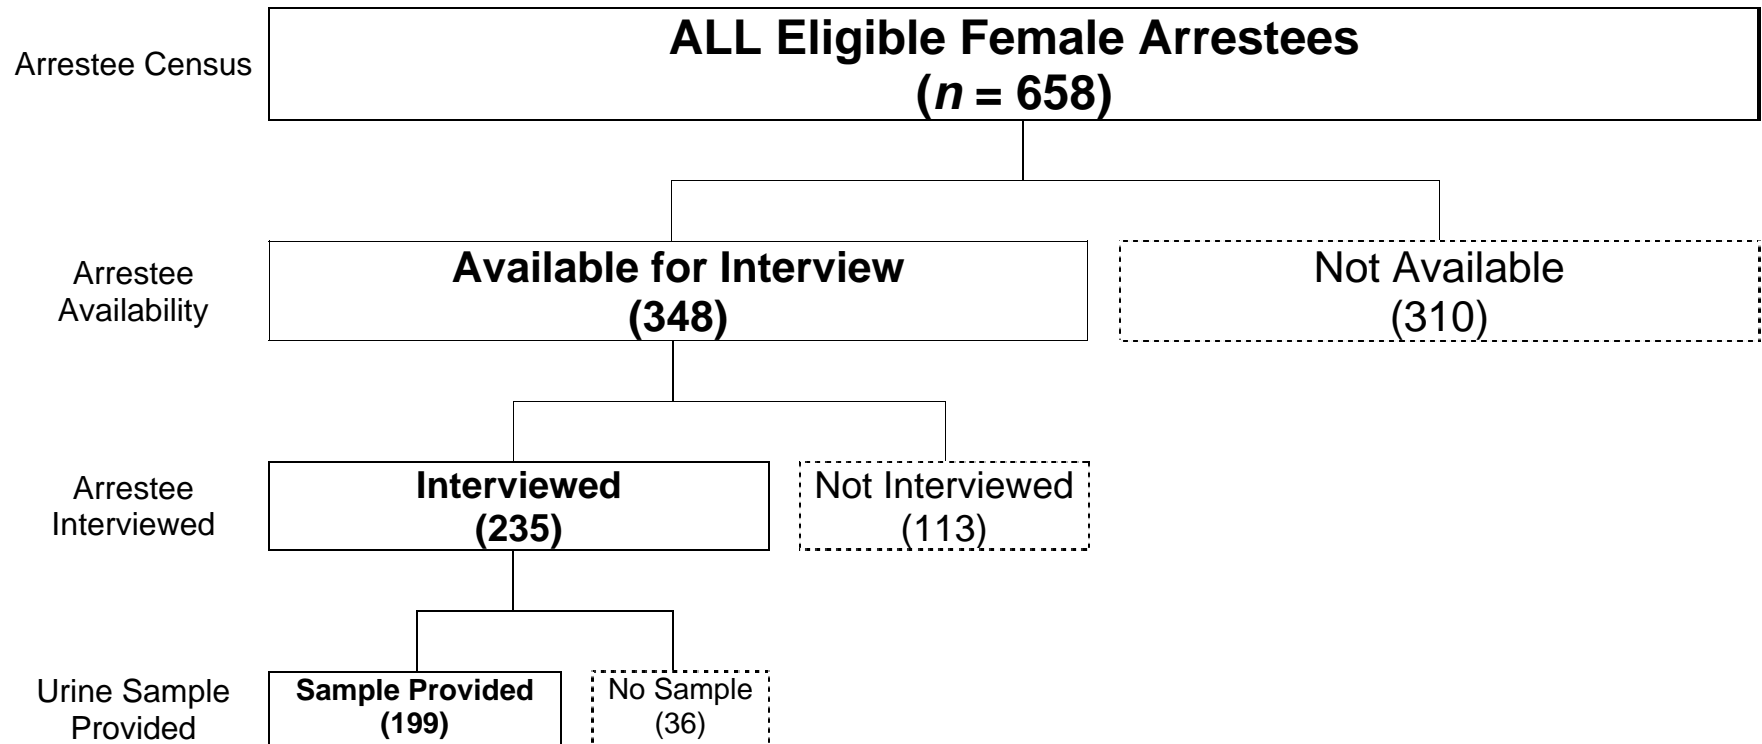 Arrestee Census
ALL Eligible Female Arrestees
(n = 658)
Arrestee
Availability
Available for Interview
(348)
Not Available
(310)
Arrestee
Interviewed
Interviewed
(235)
Not Interviewed
(113)
Urine Sample
Provided
Sample Provided
(199)
No Sample
(36)